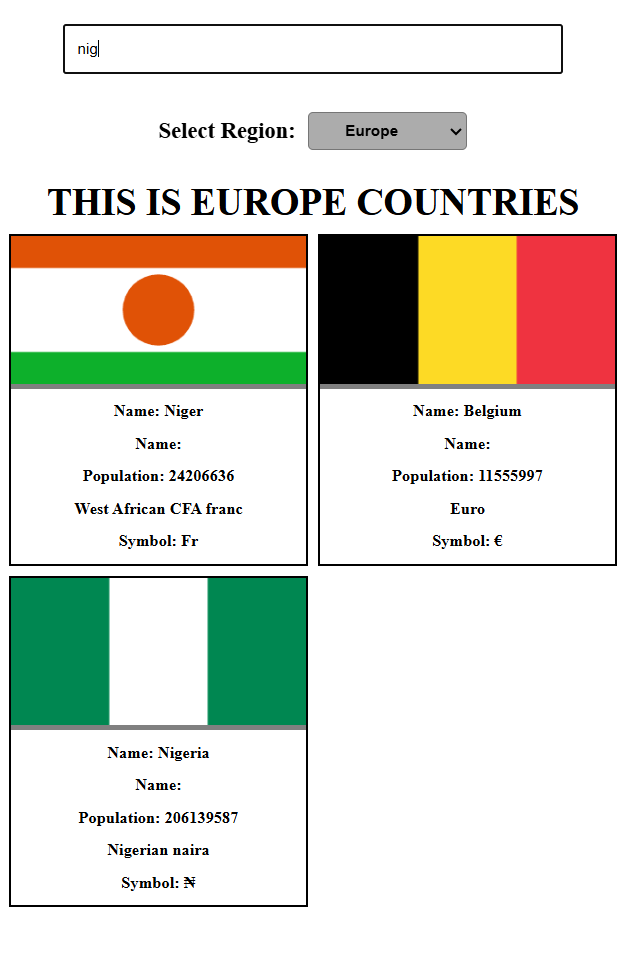 nig
Select Region: Europe
THIS IS EUROPE COUNTRIES
Name: Niger
Name:
Population: 24206636
West African CFA franc
Symbol: Fr
Name: Belgium
Name:
Population: 11555997
Euro
Symbol: €
Name: Nigeria
Name:
Population: 206139587
Nigerian naira
Symbol: ₦